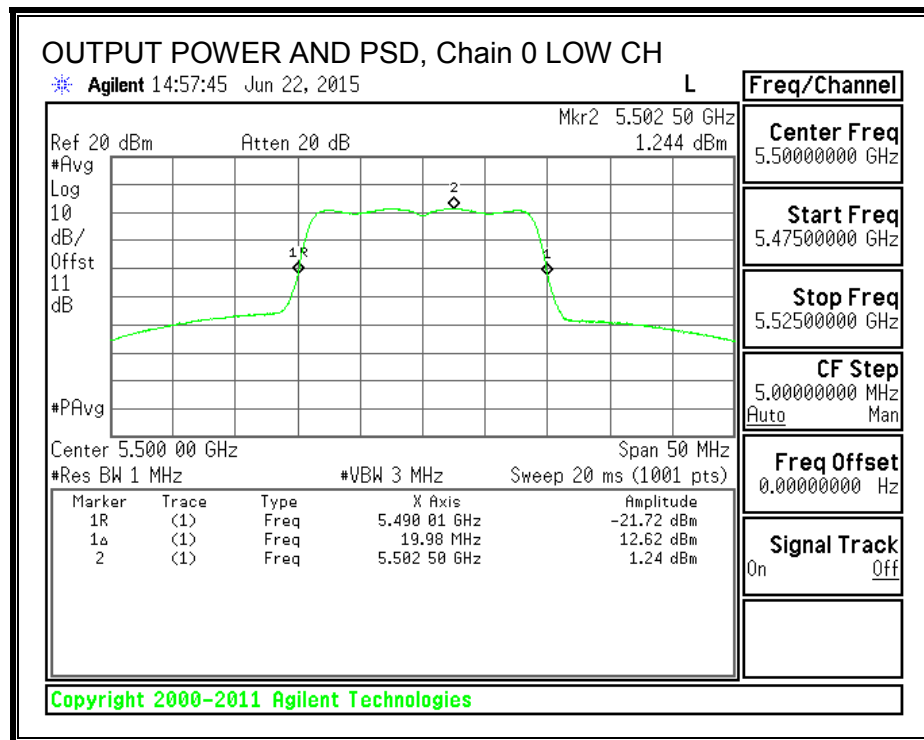 OUTPUT POWER AND PSD, Chain 0 LOW CH
Agilent 14:57:45 Jun 22, 2015 L
Mkr2 5.502 50 GHz
Ref 20 dBm Atten 20 dB 1.244 dBm
#Avg
Log
10
dB/
Offst
11
dB
#PAvg
2
1R
1
Center 5.500 00 GHz Span 50 MHz
#Res BW 1 MHz #VBW 3 MHz Sweep 20 ms (1001 pts)
Marker Trace Type X Axis Amplitude
1R (1) Freq 5.490 01 GHz -21.72 dBm
1Δ (1) Freq 19.98 MHz 12.62 dBm
2 (1) Freq 5.502 50 GHz 1.24 dBm
Freq/Channel
Center Freq
5.50000000 GHz
Start Freq
5.47500000 GHz
Stop Freq
5.52500000 GHz
CF Step
5.00000000 MHz
Auto Man
Freq Offset
0.00000000 Hz
Signal Track
On Off
Copyright 2000-2011 Agilent Technologies